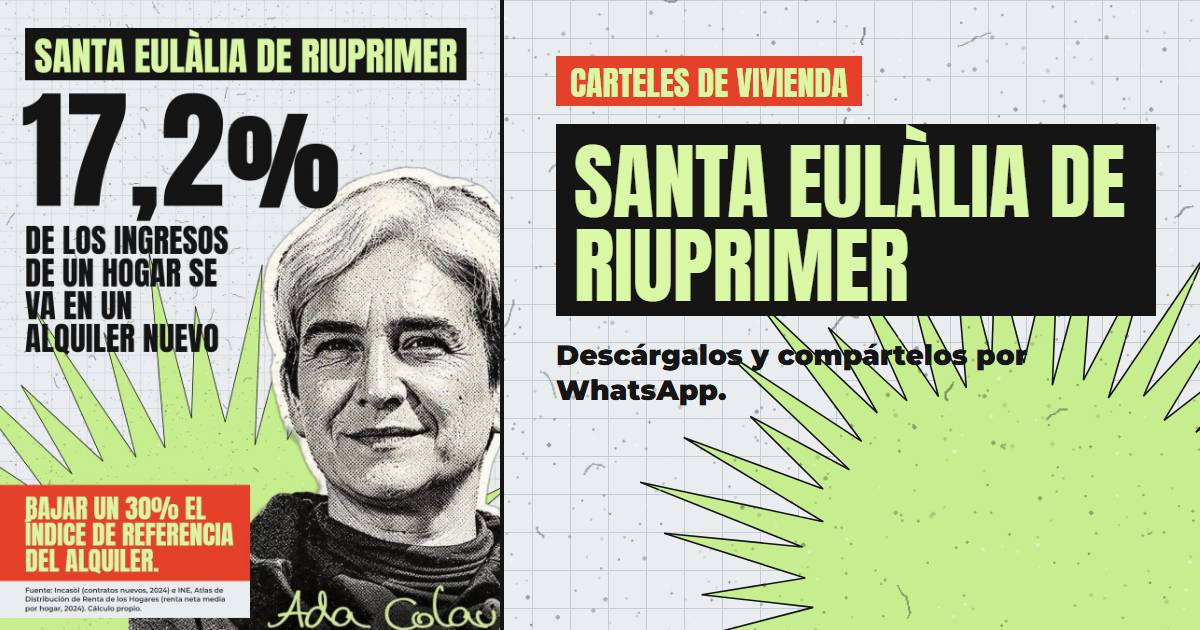 SANTA EULÀLIA DE RIUPRIMER
17,2%
DE LOS INGRESOS
DE UN HOGAR SE
VA EN UN
ALQUILER NUEVO
BAJAR UN 30% EL
ÍNDICE DE REFERENCIA
DEL ALQUILER.
Fuente: Incasòl (contratos nuevos, 2024) e INE, Atlas de
Distribución de Renta de los Hogares (renta neta media
por hogar, 2024). Cálculo propio.
Ada Colau
CARTELES DE VIVIENDA
SANTA EULÀLIA DE
RIUPRIMER
Descárgalos y compártelos por
WhatsApp.